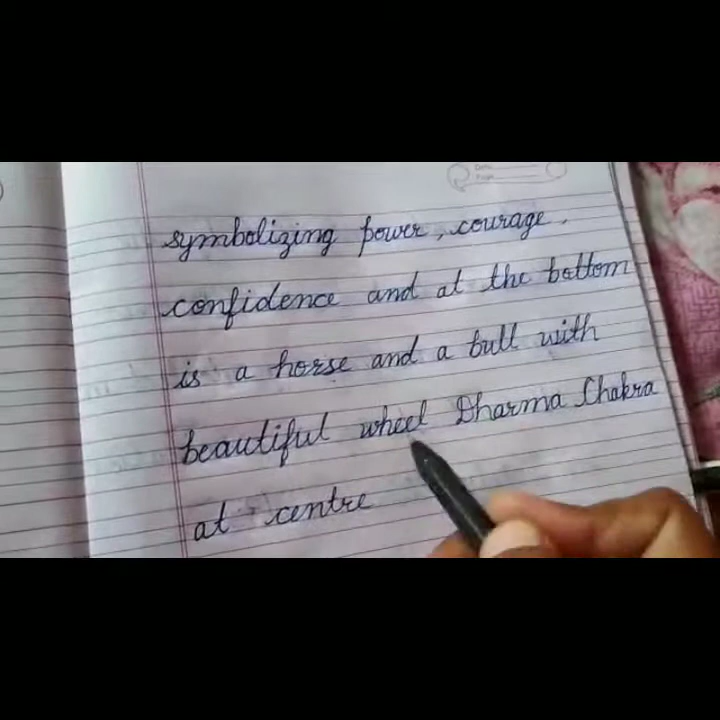 symbolizing power, courage,
confidence and at the bottom
is a horse and a bull with
beautiful wheel Dharma Chakra
at centre